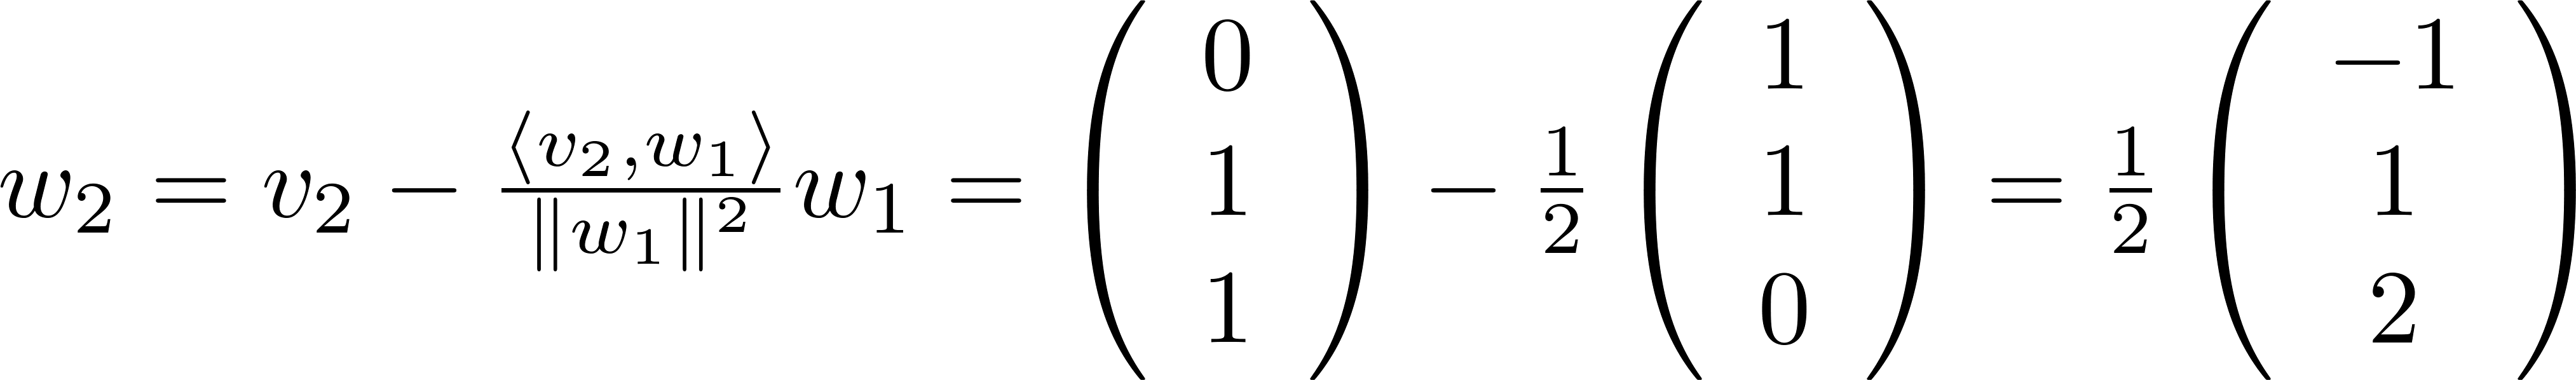 $w_2 = v_2 - \frac{\langle v_2, w_1 \rangle}{\|w_1\|^2} w_1 = \begin{pmatrix} 0 \\ 1 \\ 1 \end{pmatrix} - \frac{1}{2} \begin{pmatrix} 1 \\ 1 \\ 0 \end{pmatrix} = \frac{1}{2} \begin{pmatrix} -1 \\ 1 \\ 2 \end{pmatrix}$